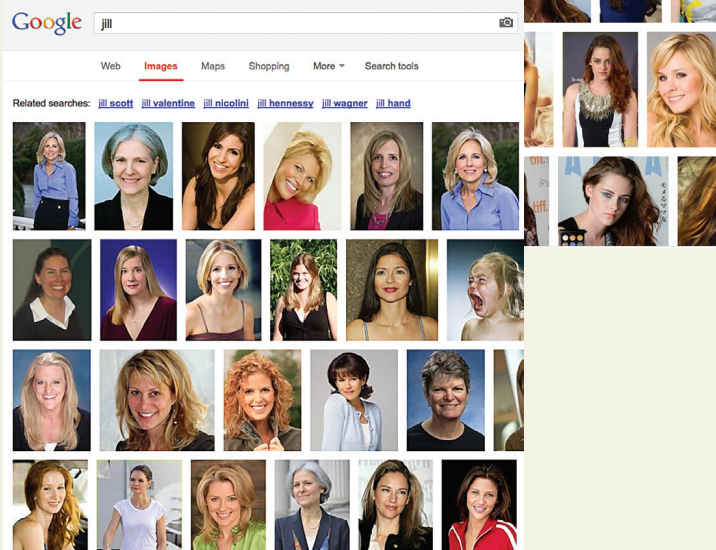 Google jill
Web Images Maps Shopping More Search tools
Related searches: jill scott jill valentine jill nicolini jill hennessy jill wagner jill hand
tiff.